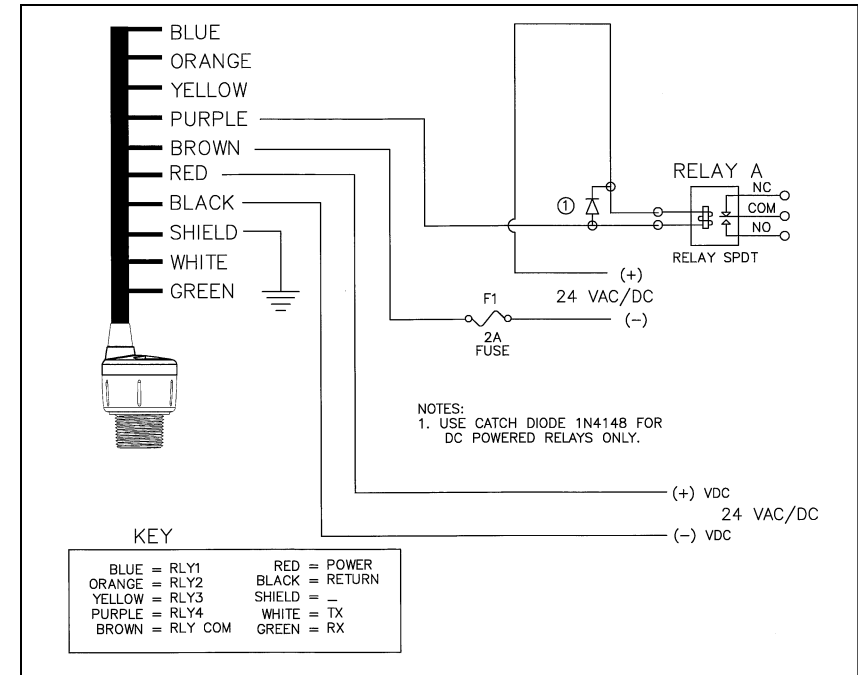 BLUE
ORANGE
YELLOW
PURPLE
BROWN
RED
BLACK
SHIELD
WHITE
GREEN
RELAY A
NC
COM
NO
RELAY SPDT
1
(+)
24 VAC/DC
(-)
F1
2A
FUSE
NOTES:
1. USE CATCH DIODE 1N4148 FOR
DC POWERED RELAYS ONLY.
(+) VDC
24 VAC/DC
(-) VDC
KEY
BLUE = RLY1
ORANGE = RLY2
YELLOW = RLY3
PURPLE = RLY4
BROWN = RLY COM
RED = POWER
BLACK = RETURN
SHIELD = _
WHITE = TX
GREEN = RX